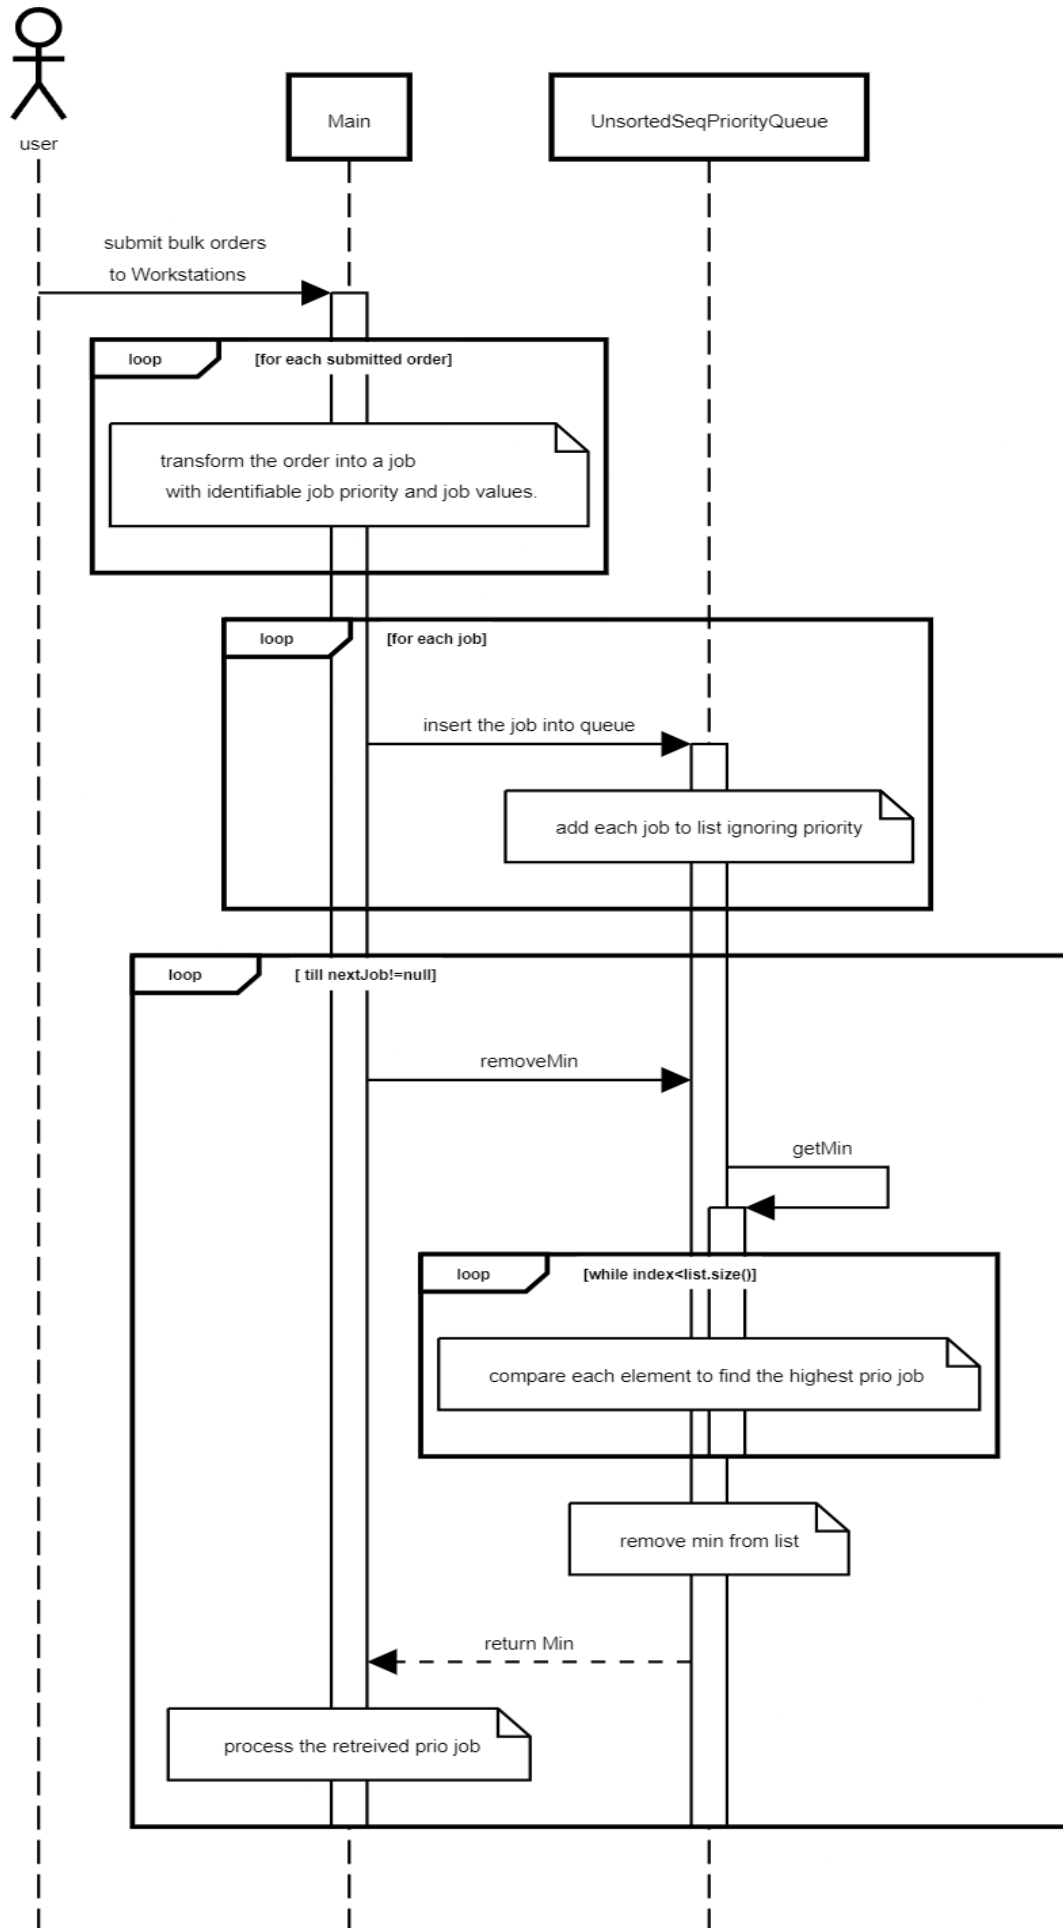 user
Main
UnsortedSeqPriorityQueue
submit bulk orders
to Workstations
loop
[for each submitted order]
transform the order into a job
with identifiable job priority and job values.
loop
[for each job]
insert the job into queue
add each job to list ignoring priority
loop
[ till nextJob!=null]
removeMin
getMin
loop
[while index<list.size()]
compare each element to find the highest prio job
remove min from list
return Min
process the retreived prio job